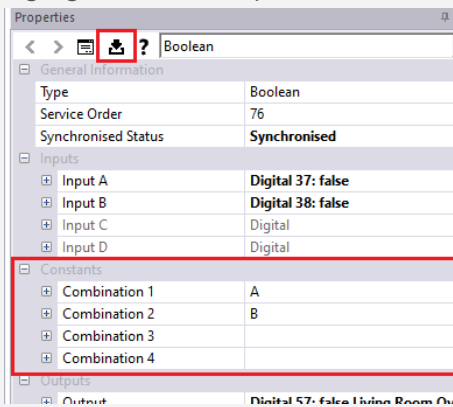 Properties
? Boolean
General Information
Type Boolean
Service Order 76
Synchronised Status Synchronised
Inputs
Input A Digital 37: false
Input B Digital 38: false
Input C Digital
Input D Digital
Constants
Combination 1 A
Combination 2 B
Combination 3
Combination 4
Outputs
Output Digital 57: false Living Room Ov